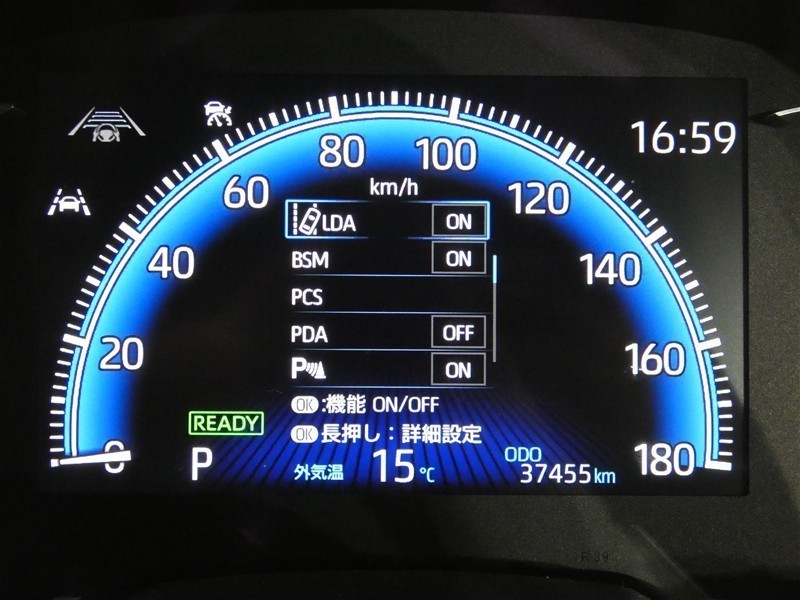 16:59
80 100
60 km/h 120
LDA ON
BSM ON
40 140
PCS
PDA OFF
20 160
P ON
OK:機能 ON/OFF
READY OK長押し：詳細設定
0 P 外気温 15℃ ODO 180
37455km